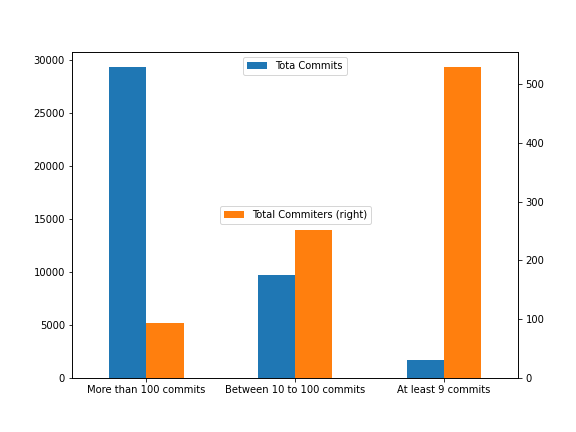 Tota Commits
Total Commiters (right)
30000
25000
20000
15000
10000
5000
0
500
400
300
200
100
0
More than 100 commits
Between 10 to 100 commits
At least 9 commits